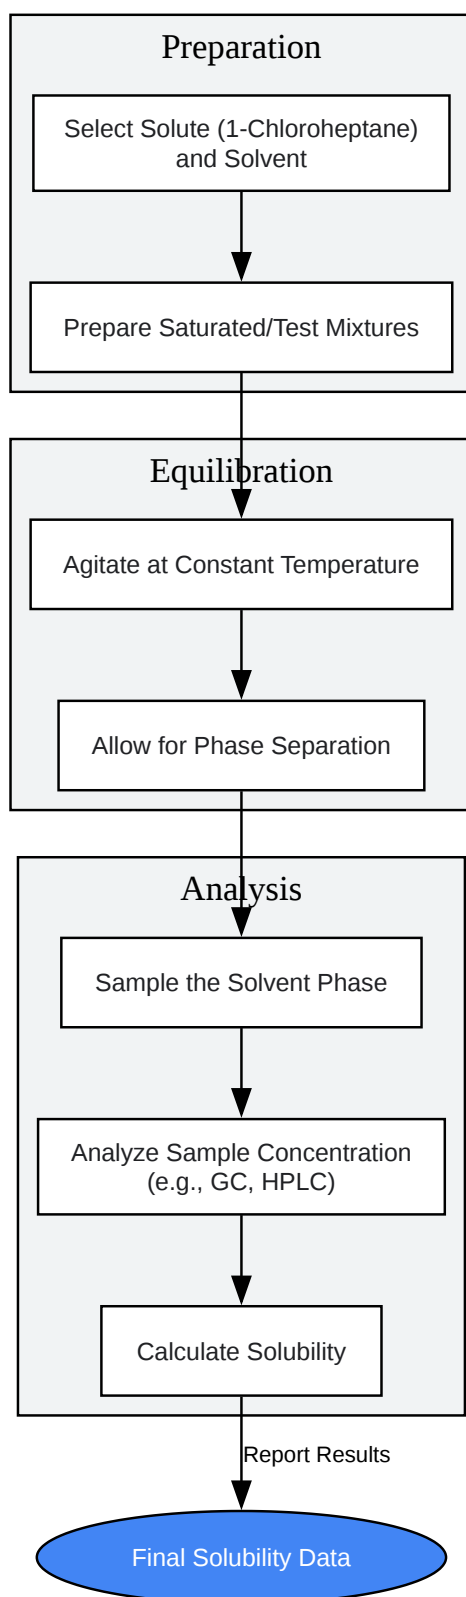 Preparation
Select Solute (1-Chloroheptane)
and Solvent
Prepare Saturated/Test Mixtures
Equilibration
Agitate at Constant Temperature
Allow for Phase Separation
Analysis
Sample the Solvent Phase
Analyze Sample Concentration
(e.g., GC, HPLC)
Calculate Solubility
Report Results
Final Solubility Data